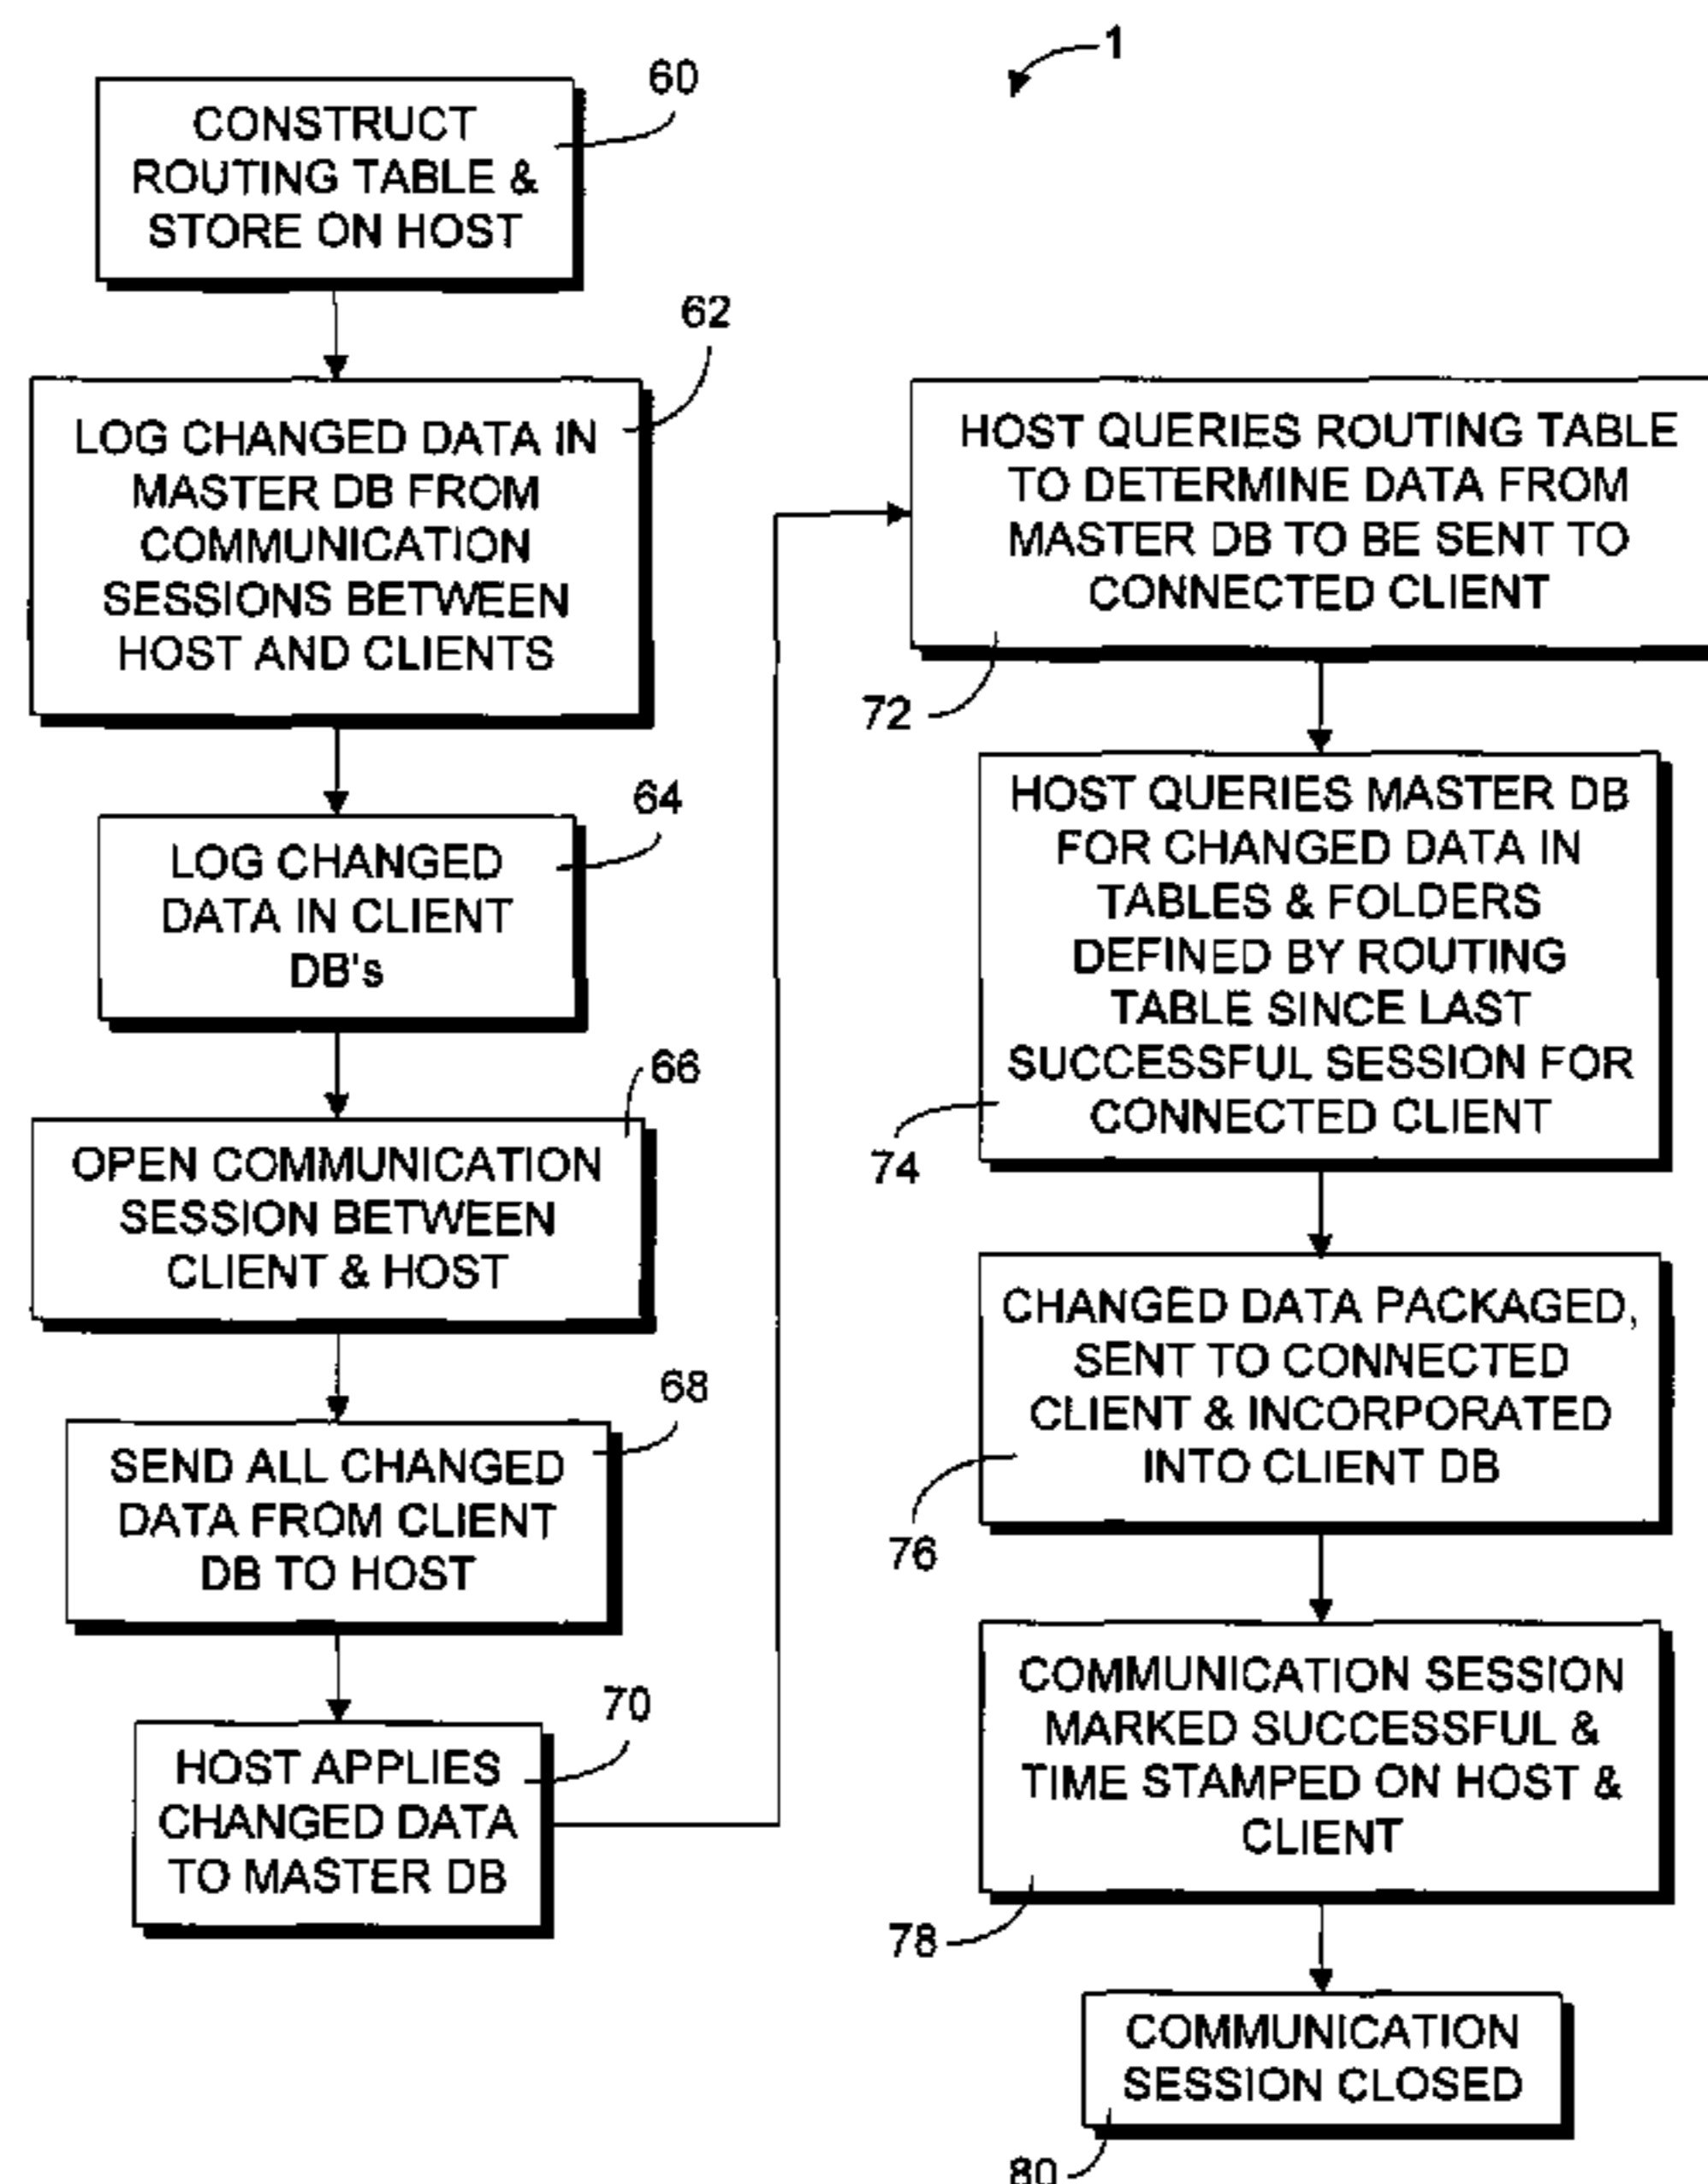 1
60
CONSTRUCT
ROUTING TABLE &
STORE ON HOST
62
LOG CHANGED DATA IN
MASTER DB FROM
COMMUNICATION
SESSIONS BETWEEN
HOST AND CLIENTS
64
LOG CHANGED
DATA IN CLIENT
DB's
66
OPEN COMMUNICATION
SESSION BETWEEN
CLIENT & HOST
68
SEND ALL CHANGED
DATA FROM CLIENT
DB TO HOST
70
HOST APPLIES
CHANGED DATA
TO MASTER DB
HOST QUERIES ROUTING TABLE
TO DETERMINE DATA FROM
MASTER DB TO BE SENT TO
CONNECTED CLIENT
72
HOST QUERIES MASTER DB
FOR CHANGED DATA IN
TABLES & FOLDERS
DEFINED BY ROUTING
TABLE SINCE LAST
SUCCESSFUL SESSION FOR
CONNECTED CLIENT
74
CHANGED DATA PACKAGED,
SENT TO CONNECTED
CLIENT & INCORPORATED
INTO CLIENT DB
76
COMMUNICATION SESSION
MARKED SUCCESSFUL &
TIME STAMPED ON HOST &
CLIENT
78
COMMUNICATION
SESSION CLOSED
80